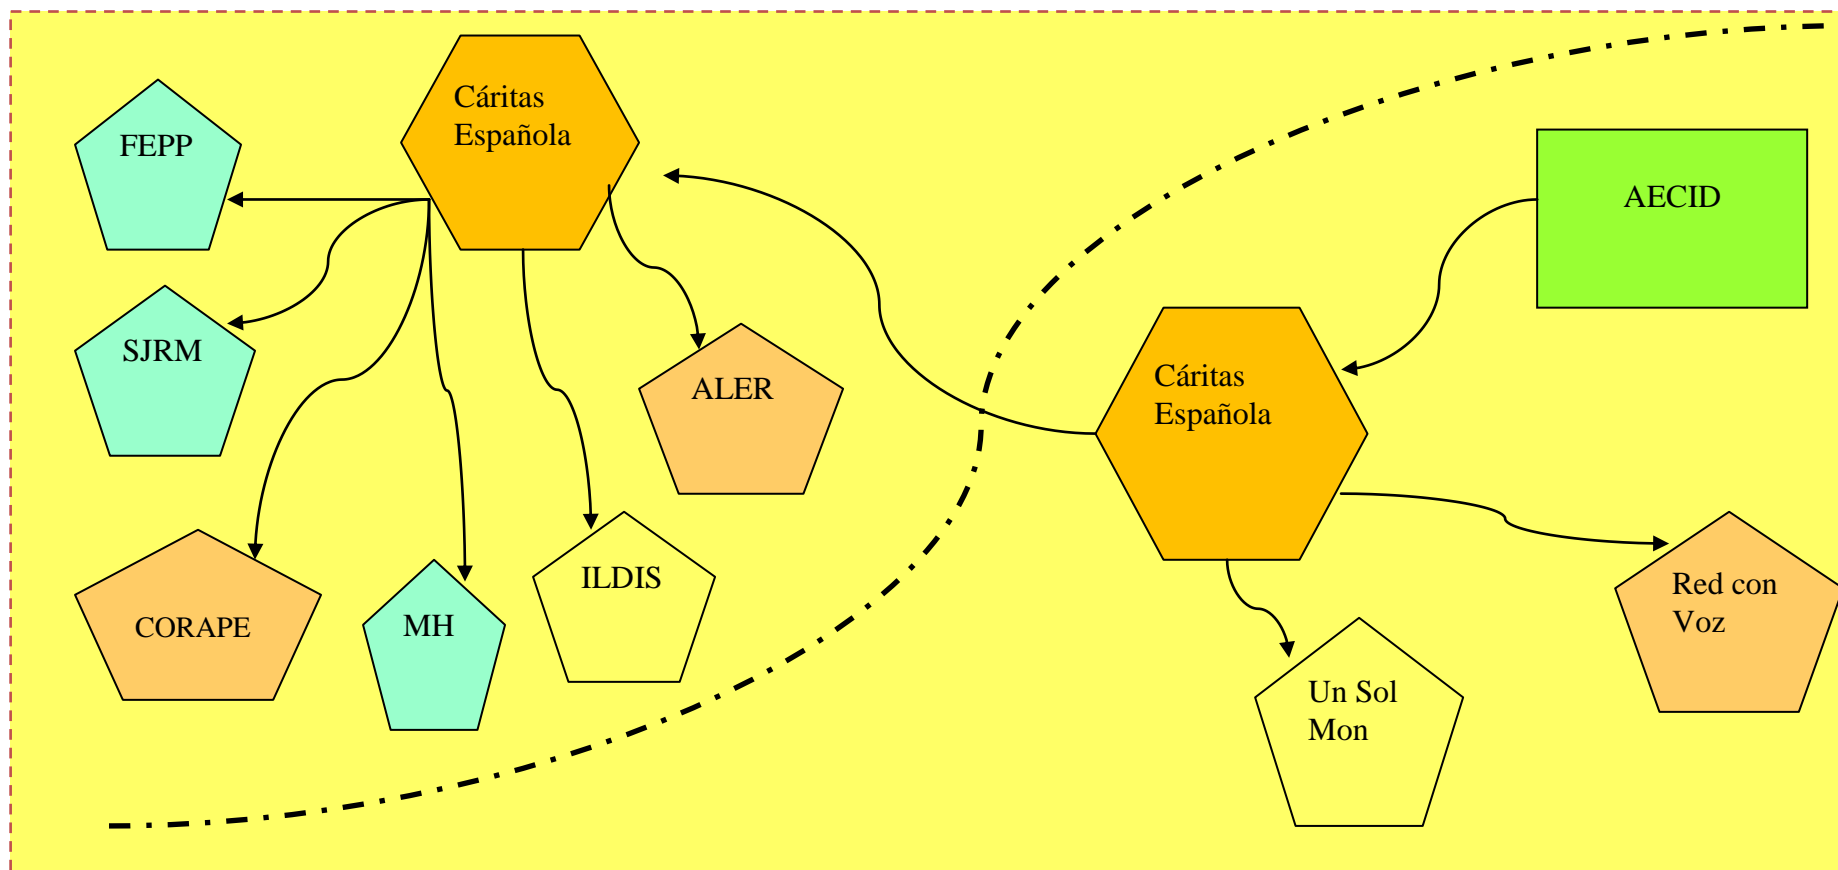 Cáritas
Española
FEPP
AECID
SJRM
ALER
Cáritas
Española
CORAPE
MH
ILDIS
Red con
Voz
Un Sol
Mon